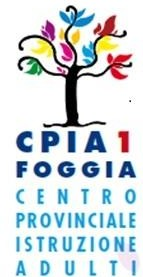 CPIA 1
FOGGIA
CENTRO
PROVINCIALE
ISTRUZIONE
ADULTI